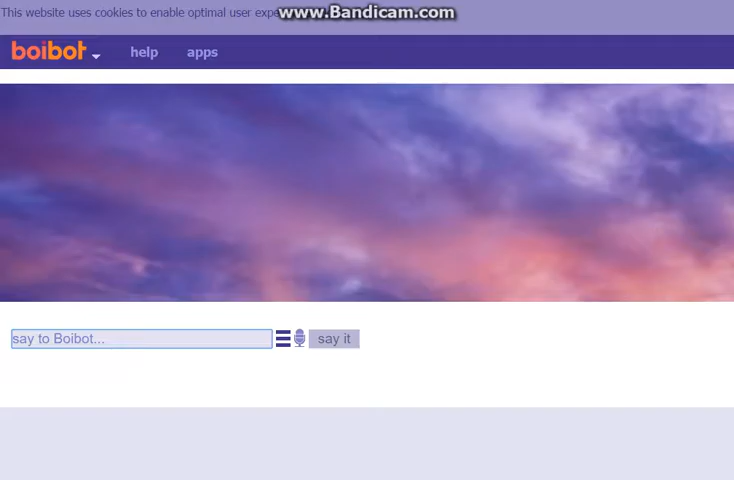 This website uses cookies to enable optimal user
www.Bandicam.com
boibot help apps
say to Boibot... say it